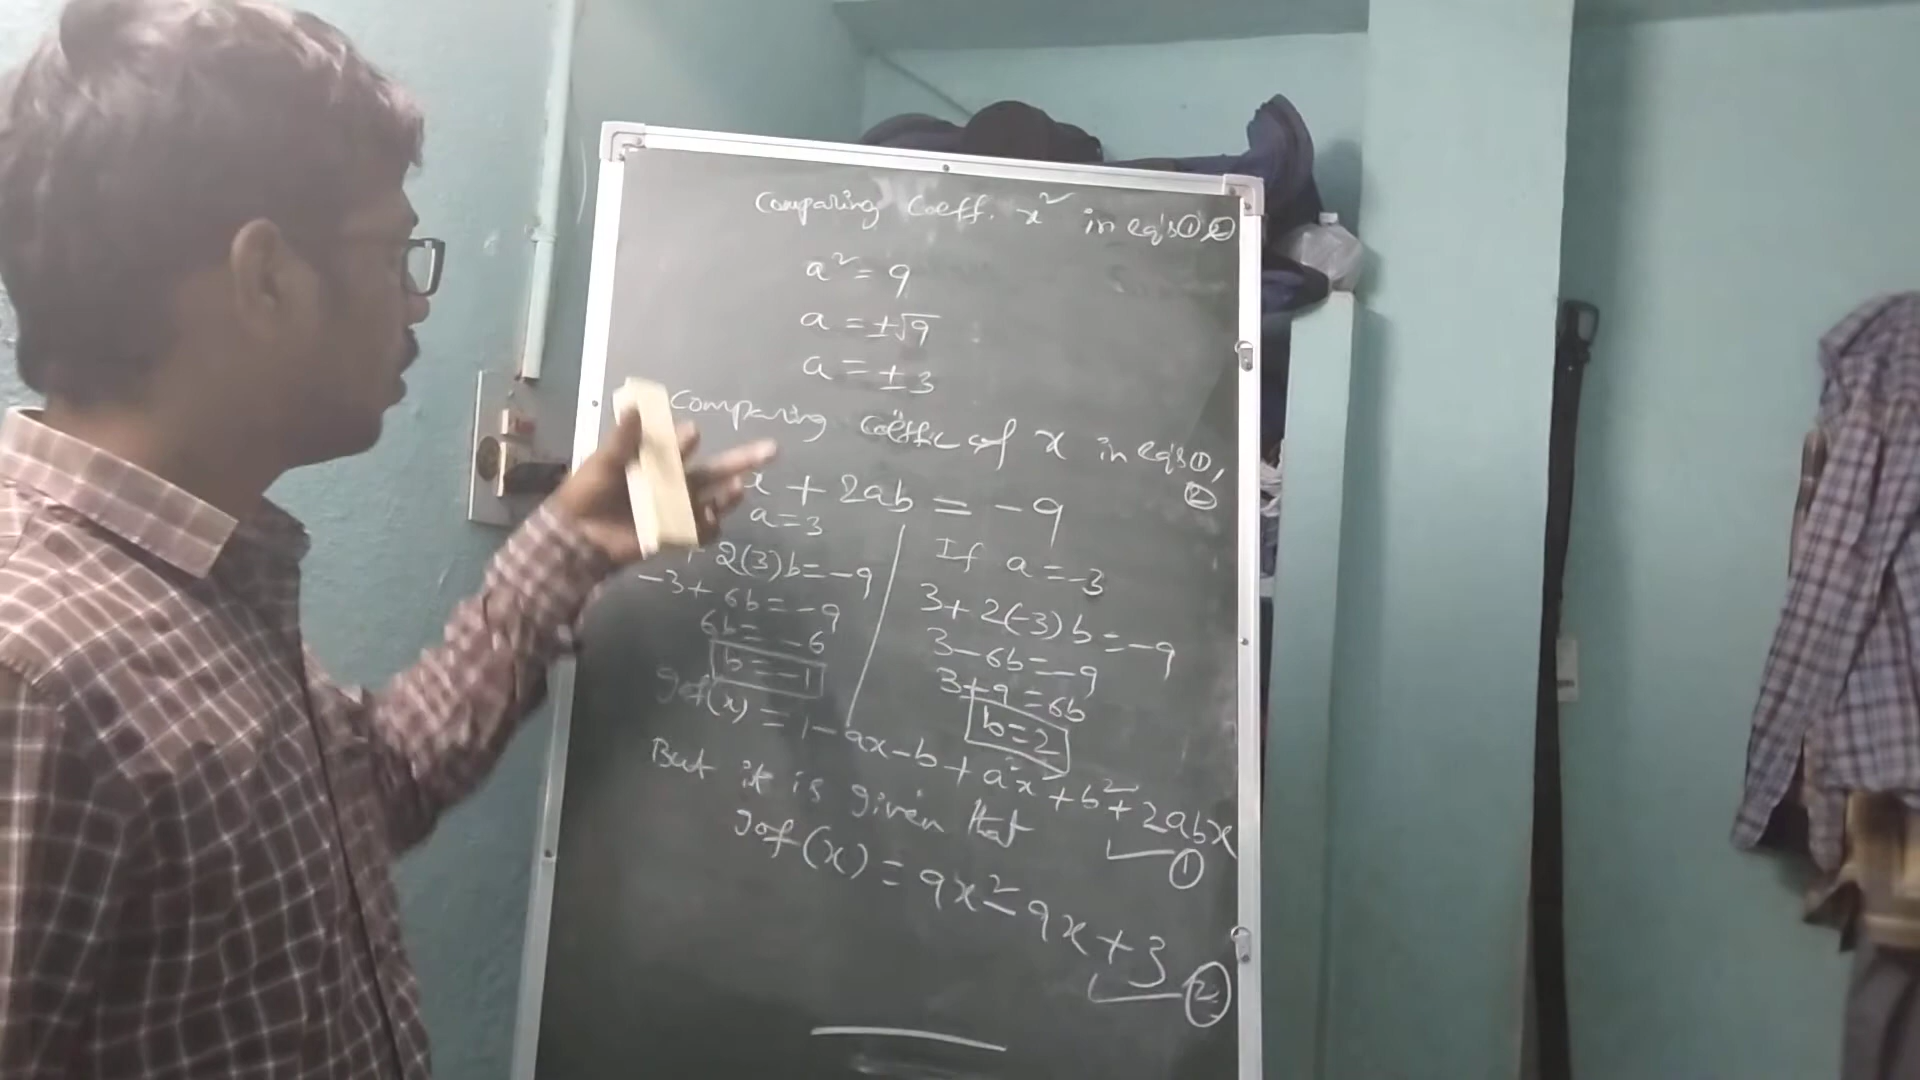 Comparing Coeff. x² in eq's ① & ②
a² = 9
a = ±√9
a = ±3
Comparing Coeffic of x in eq's ①, ②
x + 2ab = -9
a = 3
2(3)b = -9
-3 + 6b = -9
6b = -6
b = -1
If a = -3
3 + 2(-3)b = -9
3 - 6b = -9
3 + 9 = 6b
b = 2
gof(x) = 1 - ax - b + a²x² + b² + 2abx
①
But it is given that
gof(x) = 9x² - 9x + 3
②